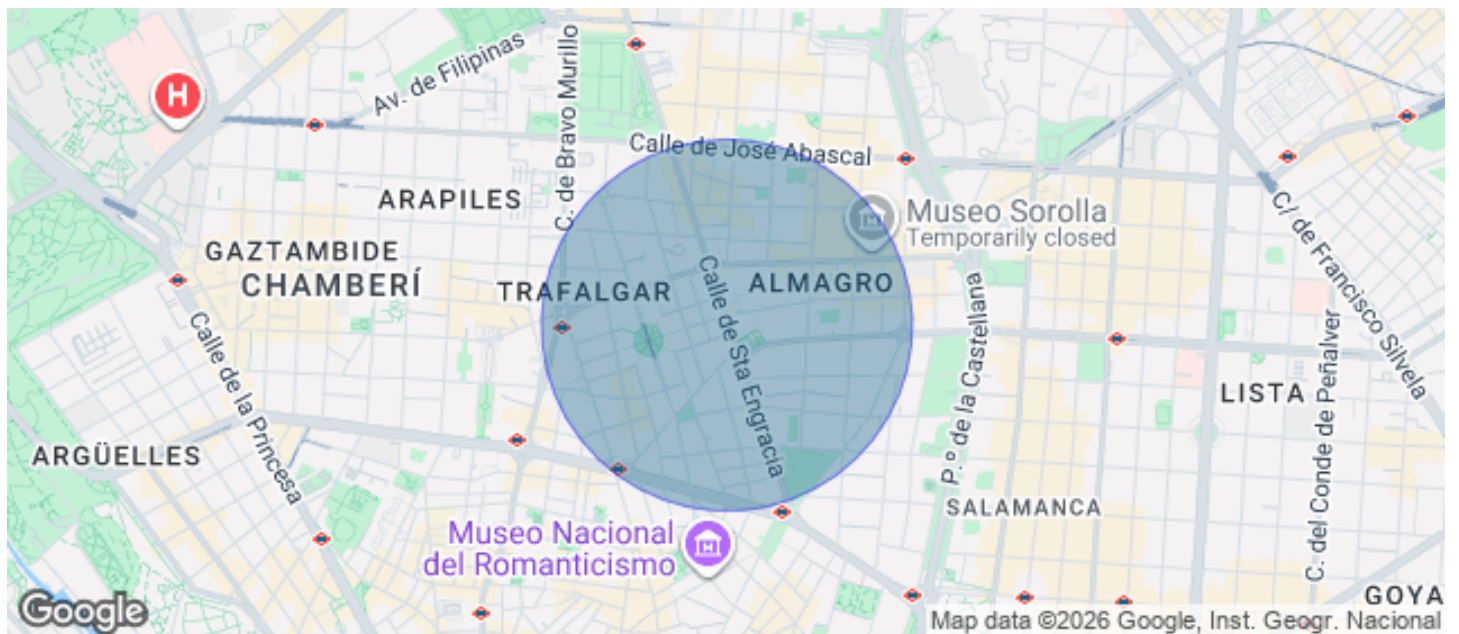 Av. de Filipinas
C. de Bravo Murillo
H
Calle de José Abascal
ARAPILES
Museo Sorolla
Temporarily closed
C/ de Francisco Silvela
GAZTAMBIDE
CHAMBERÍ
TRAFALGAR
ALMAGRO
Calle de Sta Engracia
Calle de la Princesa
P.º de la Castellana
C. del Conde de Peñalver
LISTA
ARGÜELLES
SALAMANCA
Museo Nacional
del Romanticismo
GOYA
Google
Map data ©2026 Google, Inst. Geogr. Nacional